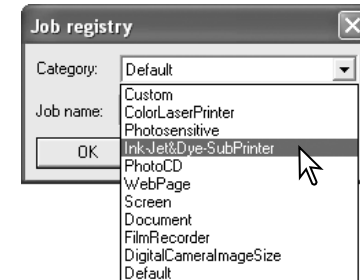 Job registry
Category: Default
Job name:
OK
Custom
ColorLaserPrinter
Photosensitive
Ink-Jet&Dye-SubPrinter
PhotoCD
WebPage
Screen
Document
FilmRecorder
DigitalCameraImageSize
Default